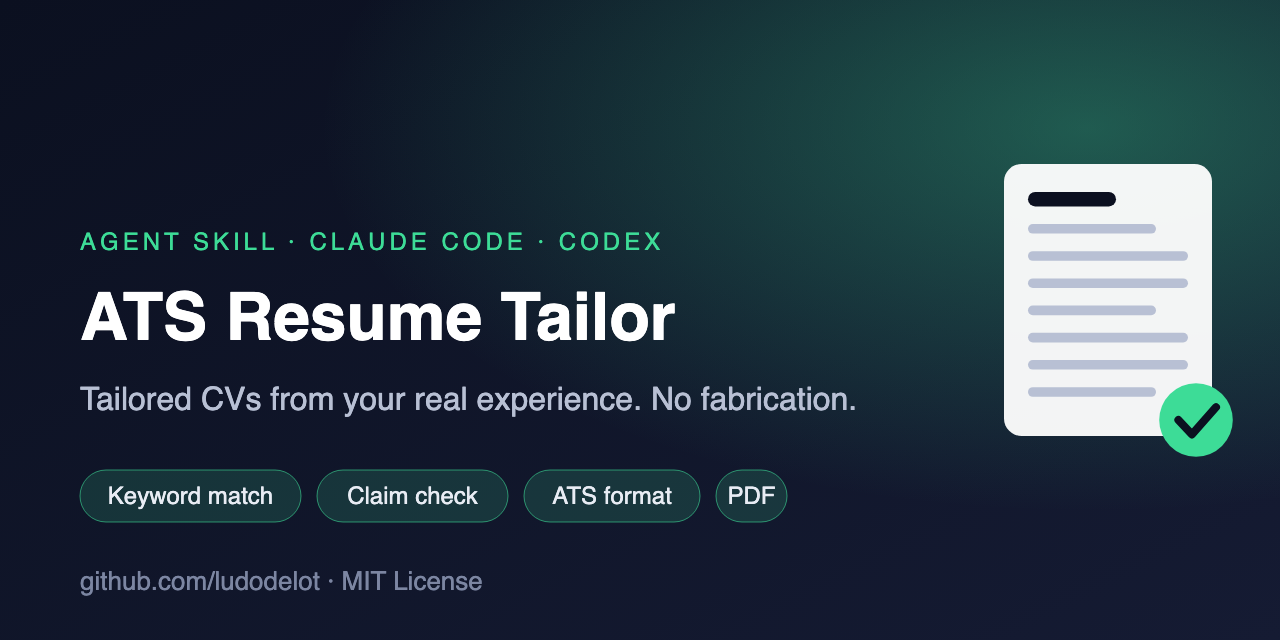 AGENT SKILL · CLAUDE CODE · CODEX
ATS Resume Tailor
Tailored CVs from your real experience. No fabrication.
Keyword match Claim check ATS format PDF
github.com/ludodelot · MIT License